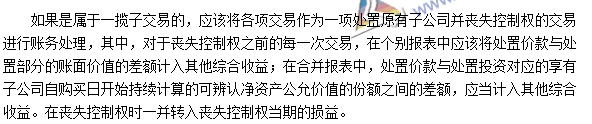 如果是属于一揽子交易的，应该将各项交易作为一项处置原有子公司并丧失控制权的交易
进行账务处理，其中，对于丧失控制权之前的每一次交易，在个别报表中应该将处置价款与处
置部分的账面价值的差额计入其他综合收益；在合并报表中，处置价款与处置投资对应的享有
子公司自购买日开始持续计算的可辨认净资产公允价值的份额之间的差额，应当计入其他综合
收益。在丧失控制权时一并转入丧失控制权当期的损益。